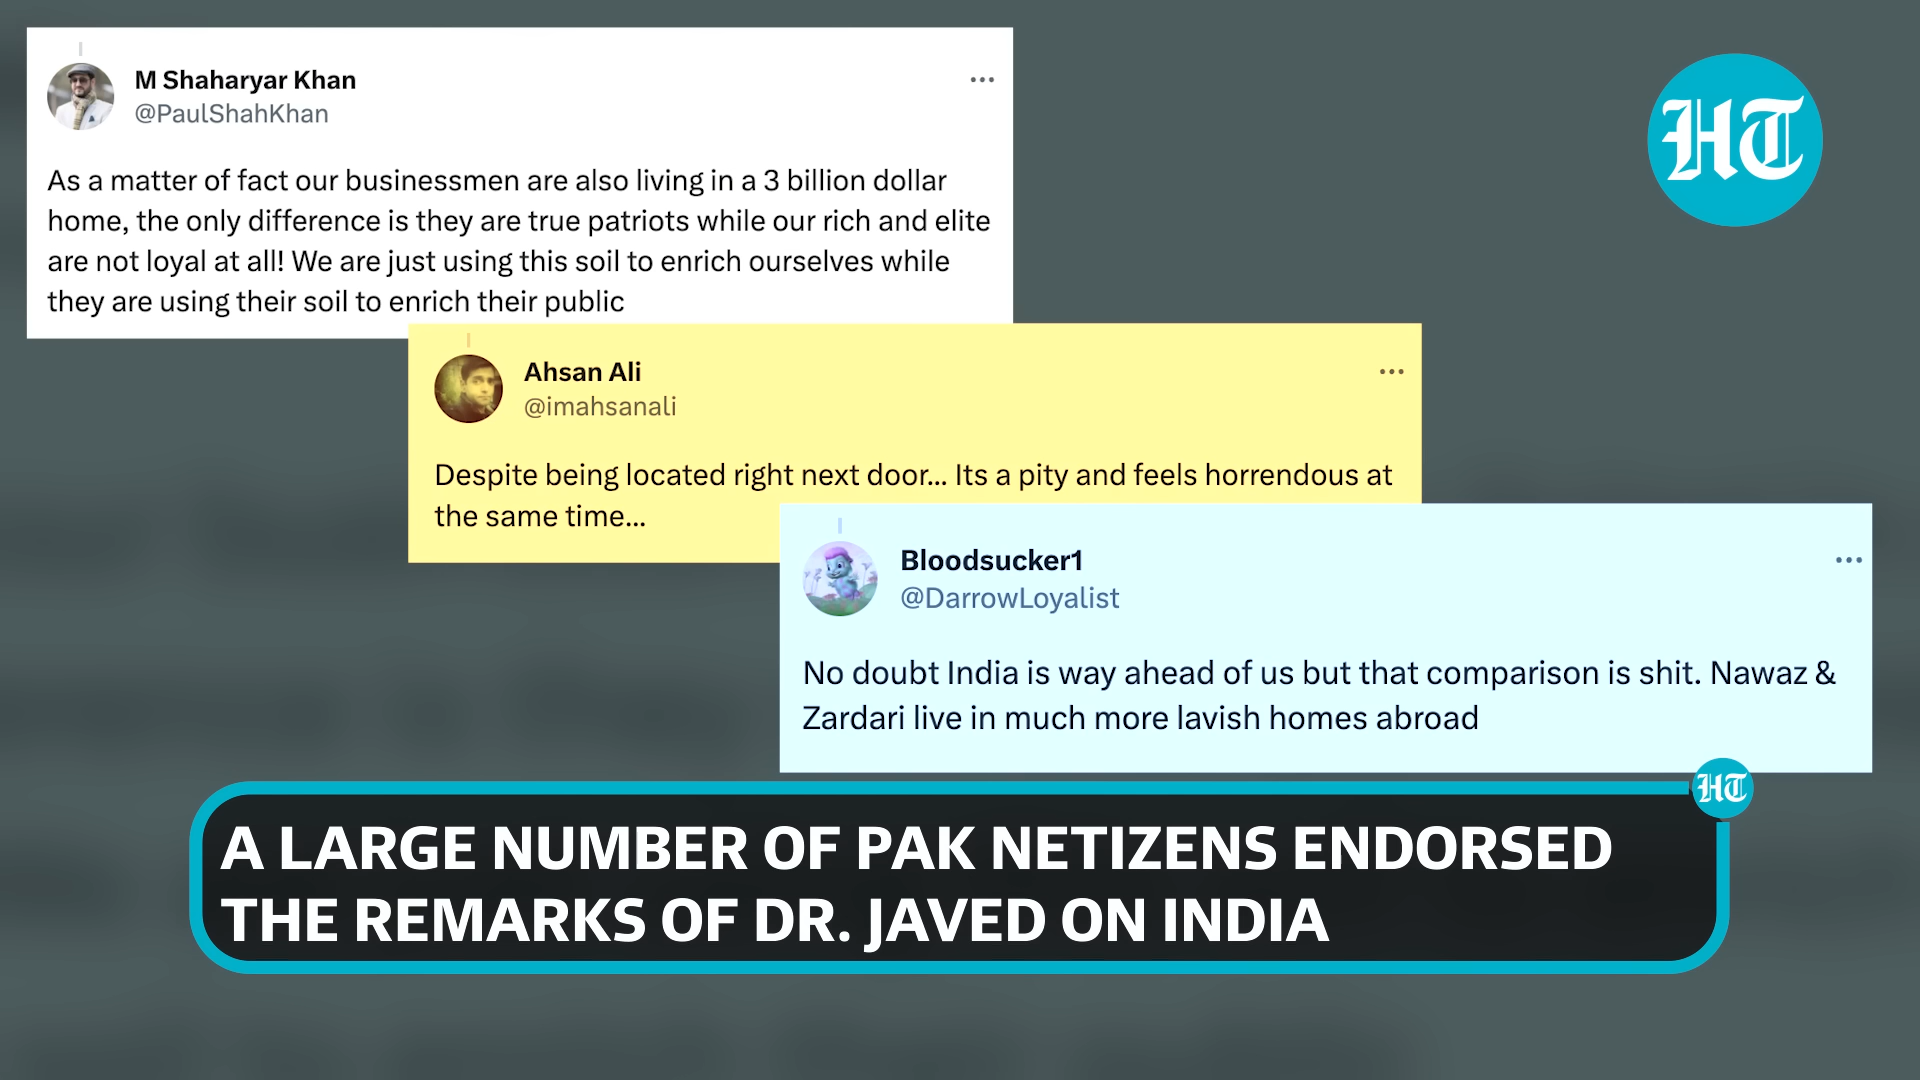 M Shaharyar Khan
@PaulShahKhan
As a matter of fact our businessmen are also living in a 3 billion dollar
home, the only difference is they are true patriots while our rich and elite
are not loyal at all! We are just using this soil to enrich ourselves while
they are using their soil to enrich their public
HT
Ahsan Ali
@imahsanali
Despite being located right next door... Its a pity and feels horrendous at
the same time...
Bloodsucker1
@DarrowLoyalist
No doubt India is way ahead of us but that comparison is shit. Nawaz &
Zardari live in much more lavish homes abroad
HT
A LARGE NUMBER OF PAK NETIZENS ENDORSED
THE REMARKS OF DR. JAVED ON INDIA